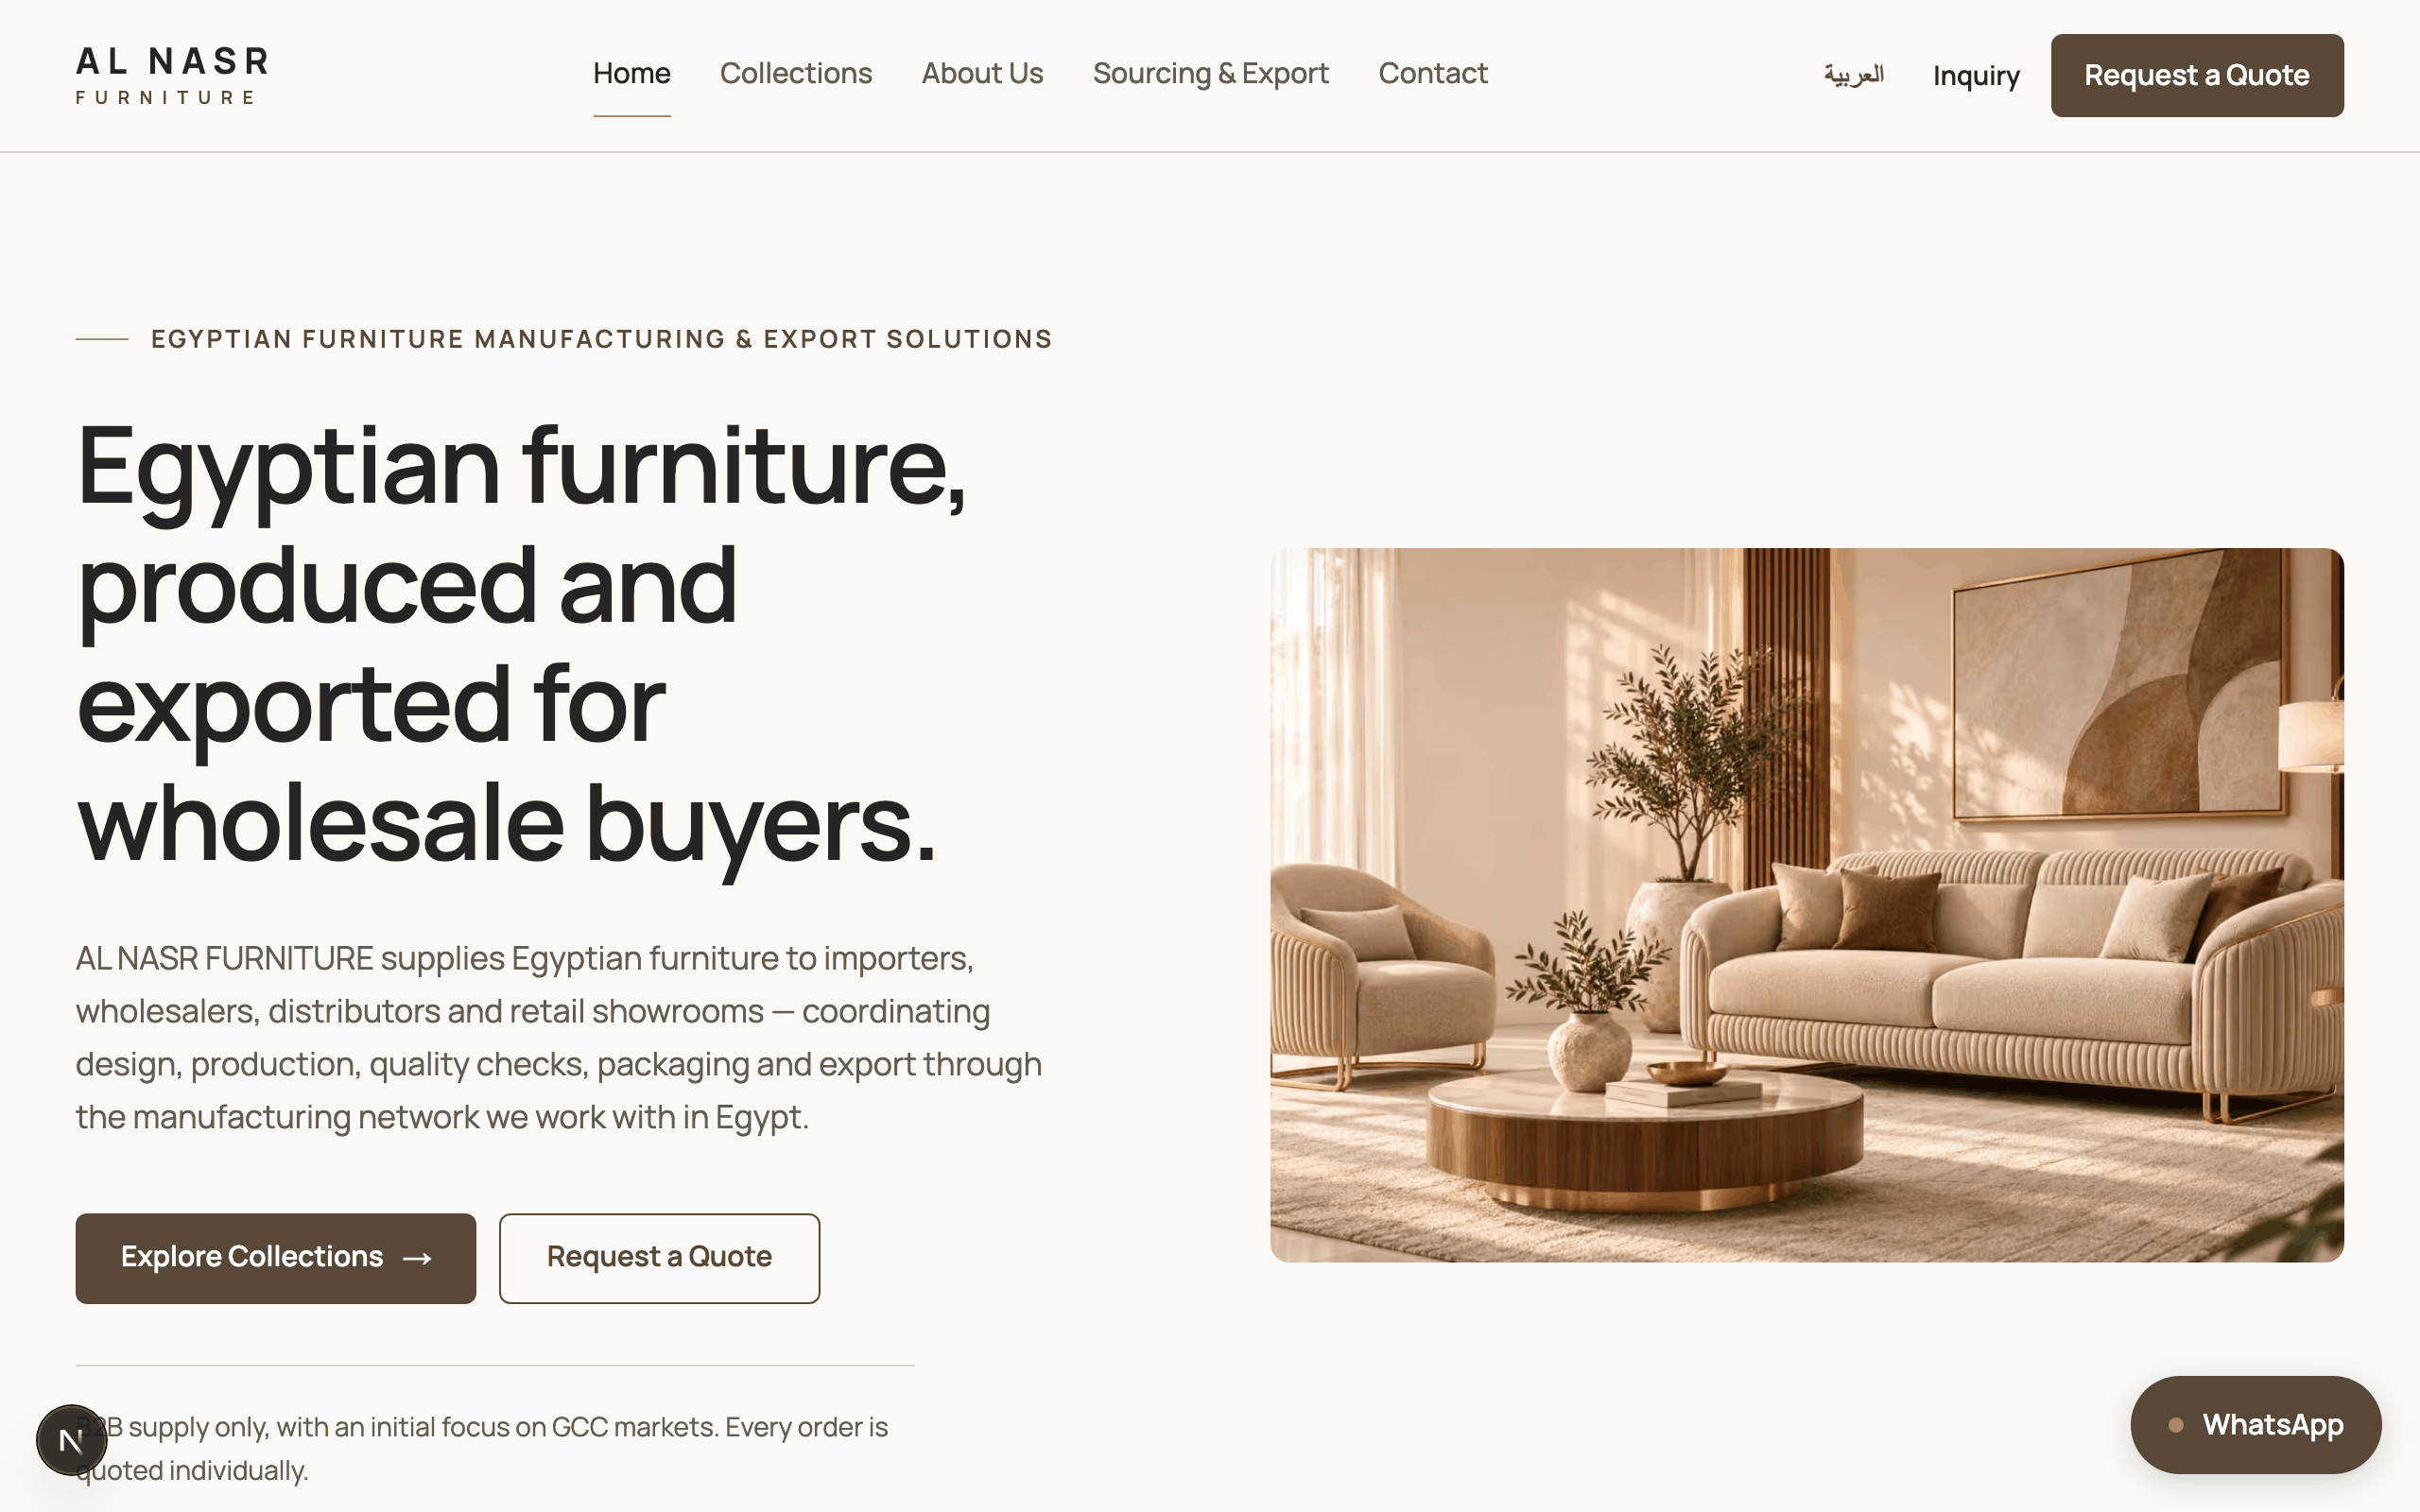 AL NASR
FURNITURE
Home
Collections
About Us
Sourcing & Export
Contact
العربية
Inquiry
Request a Quote
EGYPTIAN FURNITURE MANUFACTURING & EXPORT SOLUTIONS
Egyptian furniture,
produced and
exported for
wholesale buyers.
AL NASR FURNITURE supplies Egyptian furniture to importers,
wholesalers, distributors and retail showrooms — coordinating
design, production, quality checks, packaging and export through
the manufacturing network we work with in Egypt.
Explore Collections →
Request a Quote
B2B supply only, with an initial focus on GCC markets. Every order is
quoted individually.
N
WhatsApp